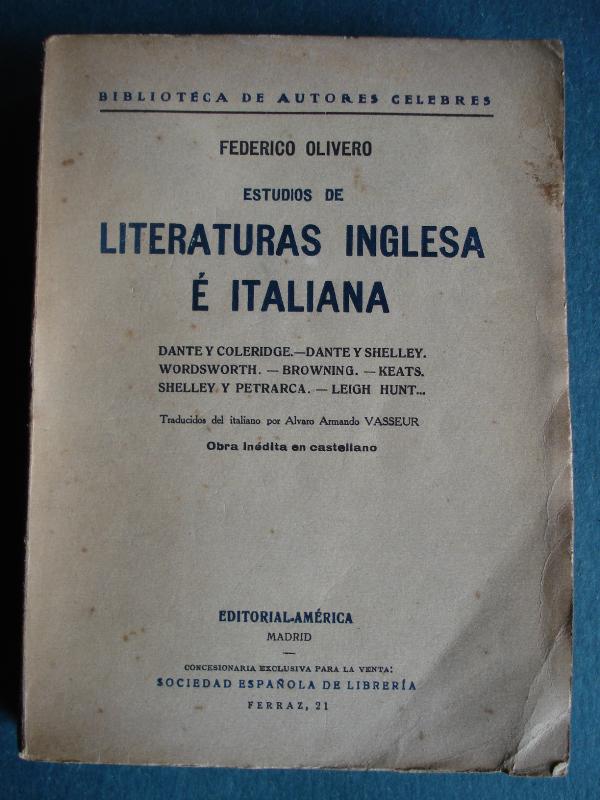 BIBLIOTECA DE AUTORES CELEBRES
FEDERICO OLIVERO
ESTUDIOS DE
LITERATURAS INGLESA
É ITALIANA
DANTE Y COLERIDGE.—DANTE Y SHELLEY.
WORDSWORTH. — BROWNING. — KEATS.
SHELLEY Y PETRARCA. — LEIGH HUNT...
Traducidos del italiano por Alvaro Armando VASSEUR
Obra inédita en castellano
EDITORIAL-AMÉRICA
MADRID
—
CONCESIONARIA EXCLUSIVA PARA LA VENTA:
SOCIEDAD ESPAÑOLA DE LIBRERÍA
FERRAZ, 21